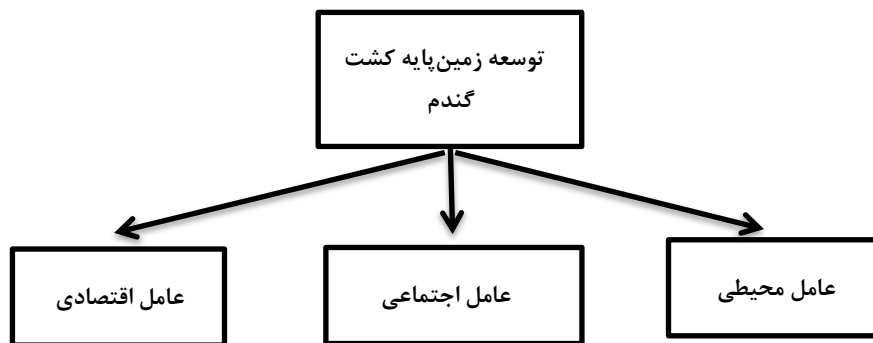 توسعه زمین‌پایه کشت
گندم
عامل محیطی
عامل اجتماعی
عامل اقتصادی